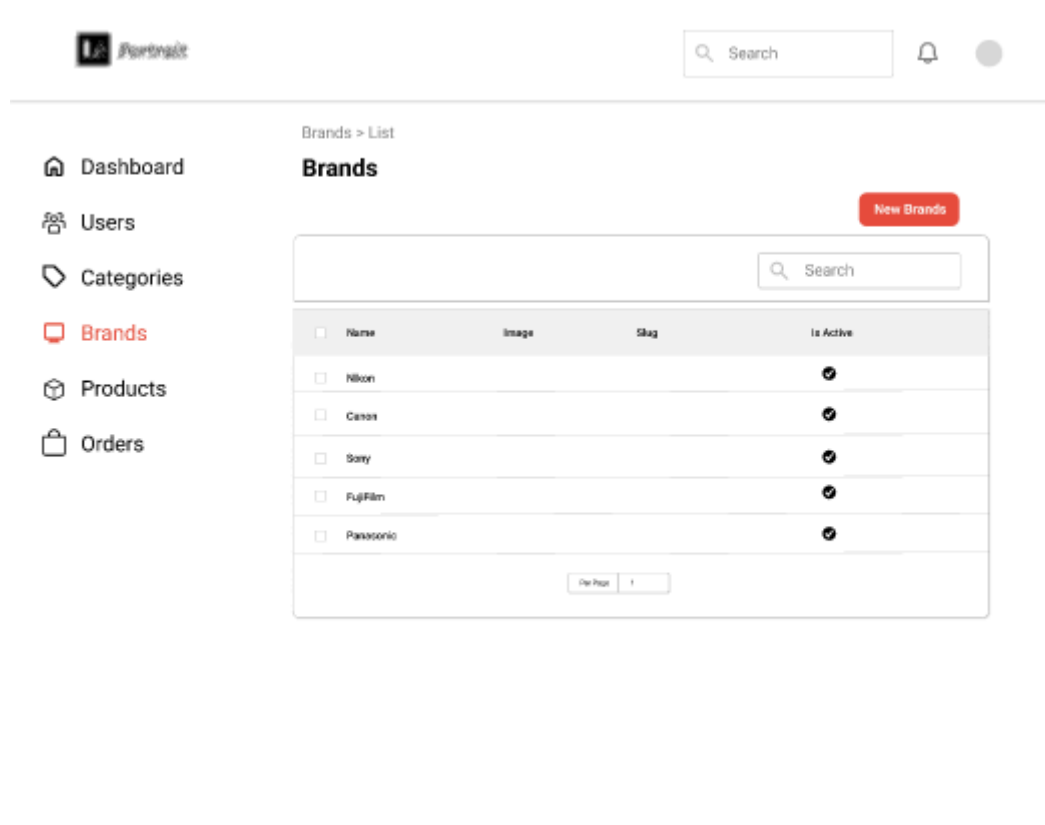 Portrait
Search
Brands > List
Dashboard
Brands
Users
New Brands
Categories
Search
Brands
Name Image Slug Is Active
Nikon
Products
Canon
Orders
Sony
FujiFilm
Panasonic
Per Page 1